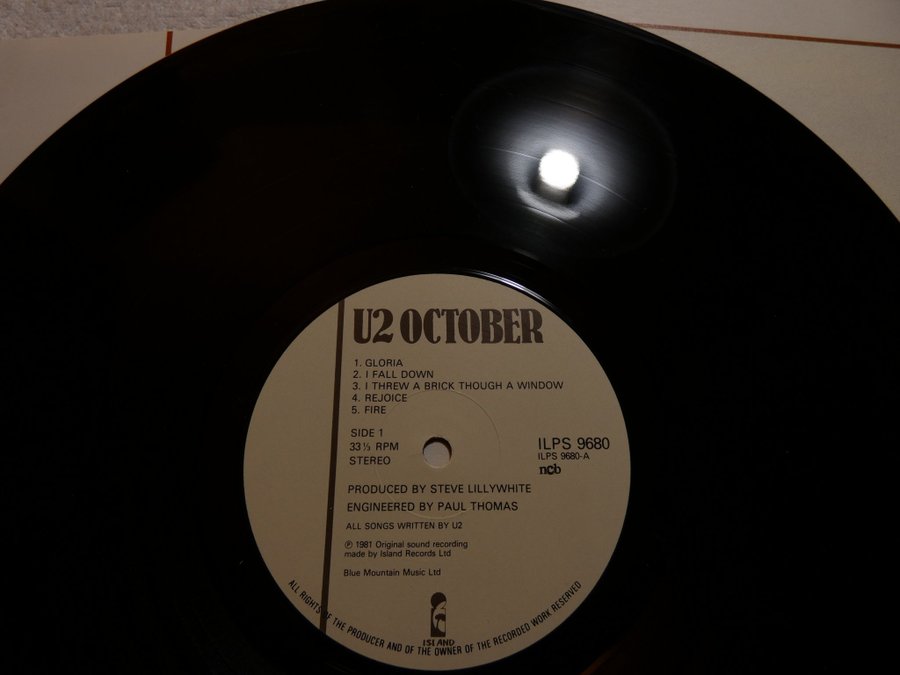 U2 OCTOBER
1. GLORIA
2. I FALL DOWN
3. I THREW A BRICK THOUGH A WINDOW
4. REJOICE
5. FIRE
SIDE 1
33⅓ RPM
STEREO
ILPS 9680
ILPS 9680-A
ncb
PRODUCED BY STEVE LILLYWHITE
ENGINEERED BY PAUL THOMAS
ALL SONGS WRITTEN BY U2
℗ 1981 Original sound recording
made by Island Records Ltd
Blue Mountain Music Ltd
ISLAND
ALL RIGHTS OF THE PRODUCER AND OF THE OWNER OF THE RECORDED WORK RESERVED